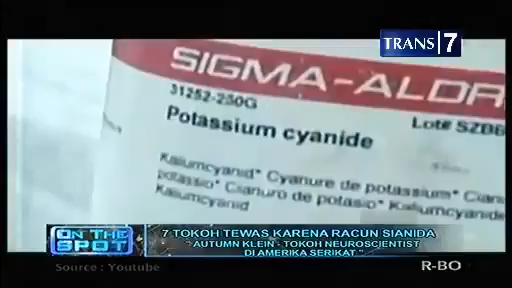 TRANS 7
SIGMA-ALDR
31252-250G
Lot# SZB
Potassium cyanide
Kaliumcyanid* Cyanure de potassium* Cian
potássio* Cianuro de potasio* Kaliumcyanide
Kaliumcyanid
ON THE SPOT
7 TOKOH TEWAS KARENA RACUN SIANIDA
" AUTUMN KLEIN - TOKOH NEUROSCIENTIST
DI AMERIKA SERIKAT "
Source : Youtube
R-BO